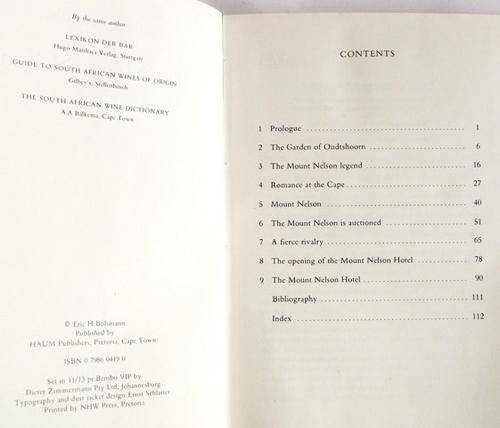 By the same author
LEXIKON DER BAR
Hugo Matthaes Verlag, Stuttgart
GUIDE TO SOUTH AFRICAN WINES OF ORIGIN
Gilbey's, Stellenbosch
THE SOUTH AFRICAN WINE DICTIONARY
A A Balkema, Cape Town
© Eric H Bolsmann
Published by
HAUM Publishers, Pretoria, Cape Town
ISBN 0 7986 0419 0
Set in 11/13 pt Bembo VIP by
Dieter Zimmermann Pty Ltd, Johannesburg
Typography and dust jacket design: Ernst Schlatter
Printed by NHW Press, Pretoria
CONTENTS
1 Prologue 1
2 The Garden of Oudtshoorn 6
3 The Mount Nelson legend 16
4 Romance at the Cape 27
5 Mount Nelson 40
6 The Mount Nelson is auctioned 51
7 A fierce rivalry 65
8 The opening of the Mount Nelson Hotel 78
9 The Mount Nelson Hotel 90
Bibliography 111
Index 112